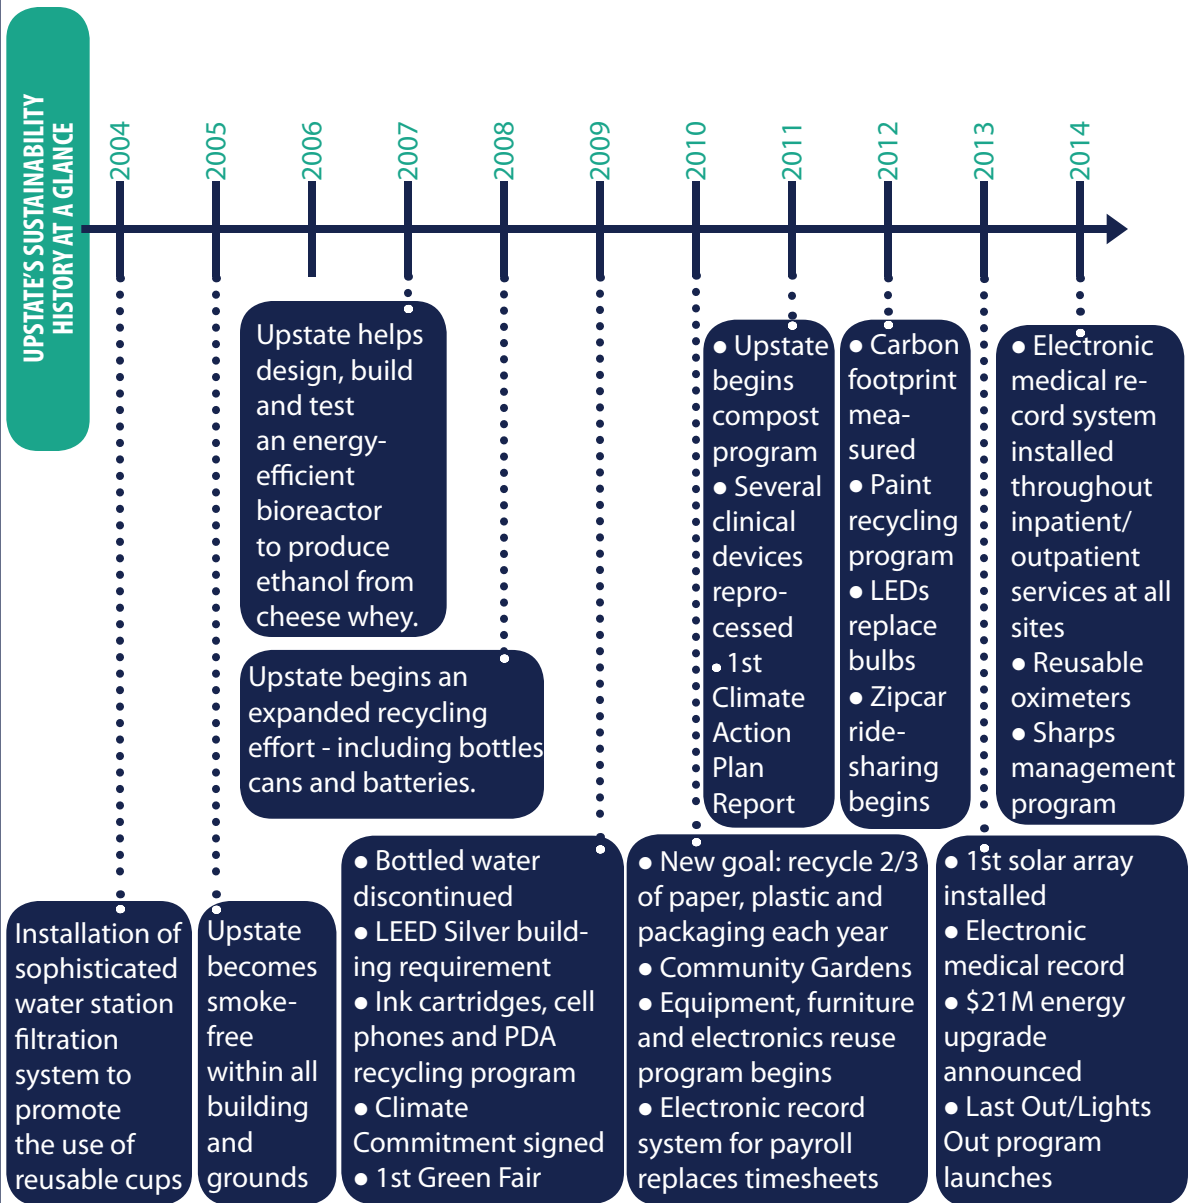 UPSTATE'S SUSTAINABILITY
HISTORY AT A GLANCE
2004
2005
2006
2007
2008
2009
2010
2011
2012
2013
2014
Upstate helps
design, build
and test
an energy-
efficient
bioreactor
to produce
ethanol from
cheese whey.
Upstate begins an
expanded recycling
effort - including bottles
cans and batteries.
● Upstate
begins
compost
program
● Several
clinical
devices
repro-
cessed
● 1st
Climate
Action
Plan
Report
● Carbon
footprint
mea-
sured
● Paint
recycling
program
● LEDs
replace
bulbs
● Zipcar
ride-
sharing
begins
● Electronic
medical re-
cord system
installed
throughout
inpatient/
outpatient
services at all
sites
● Reusable
oximeters
● Sharps
management
program
Installation of
sophisticated
water station
filtration
system to
promote
the use of
reusable cups
Upstate
becomes
smoke-
free
within all
building
and
grounds
● Bottled water
discontinued
● LEED Silver build-
ing requirement
● Ink cartridges, cell
phones and PDA
recycling program
● Climate
Commitment signed
● 1st Green Fair
● New goal: recycle 2/3
of paper, plastic and
packaging each year
● Community Gardens
● Equipment, furniture
and electronics reuse
program begins
● Electronic record
system for payroll
replaces timesheets
● 1st solar array
installed
● Electronic
medical record
● $21M energy
upgrade
announced
● Last Out/Lights
Out program
launches